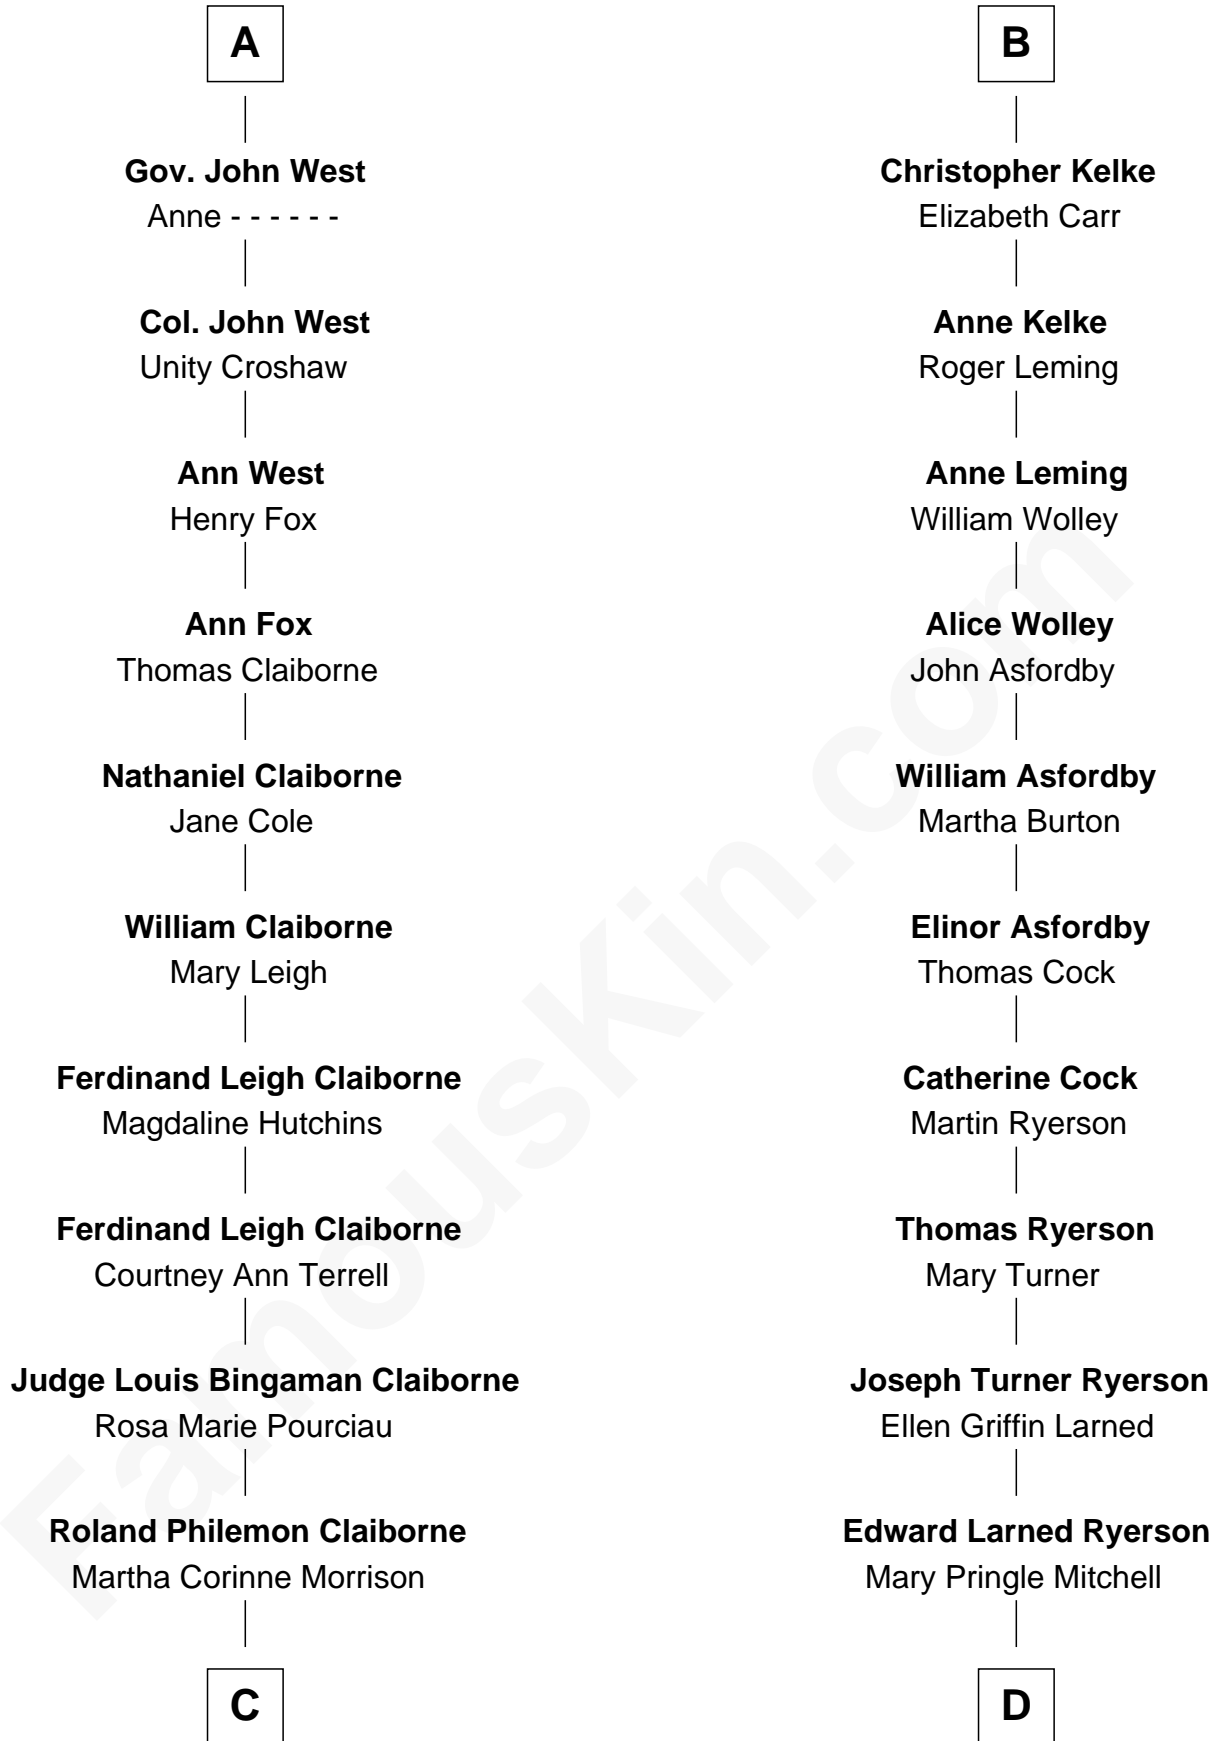 A
Gov. John West
Anne - - - - - -
Col. John West
Unity Croshaw
Ann West
Henry Fox
Ann Fox
Thomas Claiborne
Nathaniel Claiborne
Jane Cole
William Claiborne
Mary Leigh
Ferdinand Leigh Claiborne
Magdaline Hutchins
Ferdinand Leigh Claiborne
Courtney Ann Terrell
Judge Louis Bingaman Claiborne
Rosa Marie Pourciau
Roland Philemon Claiborne
Martha Corinne Morrison
C
B
Christopher Kelke
Elizabeth Carr
Anne Kelke
Roger Leming
Anne Leming
William Wolley
Alice Wolley
John Asfordby
William Asfordby
Martha Burton
Elinor Asfordby
Thomas Cock
Catherine Cock
Martin Ryerson
Thomas Ryerson
Mary Turner
Joseph Turner Ryerson
Ellen Griffin Larned
Edward Larned Ryerson
Mary Pringle Mitchell
D
FamousKin.com